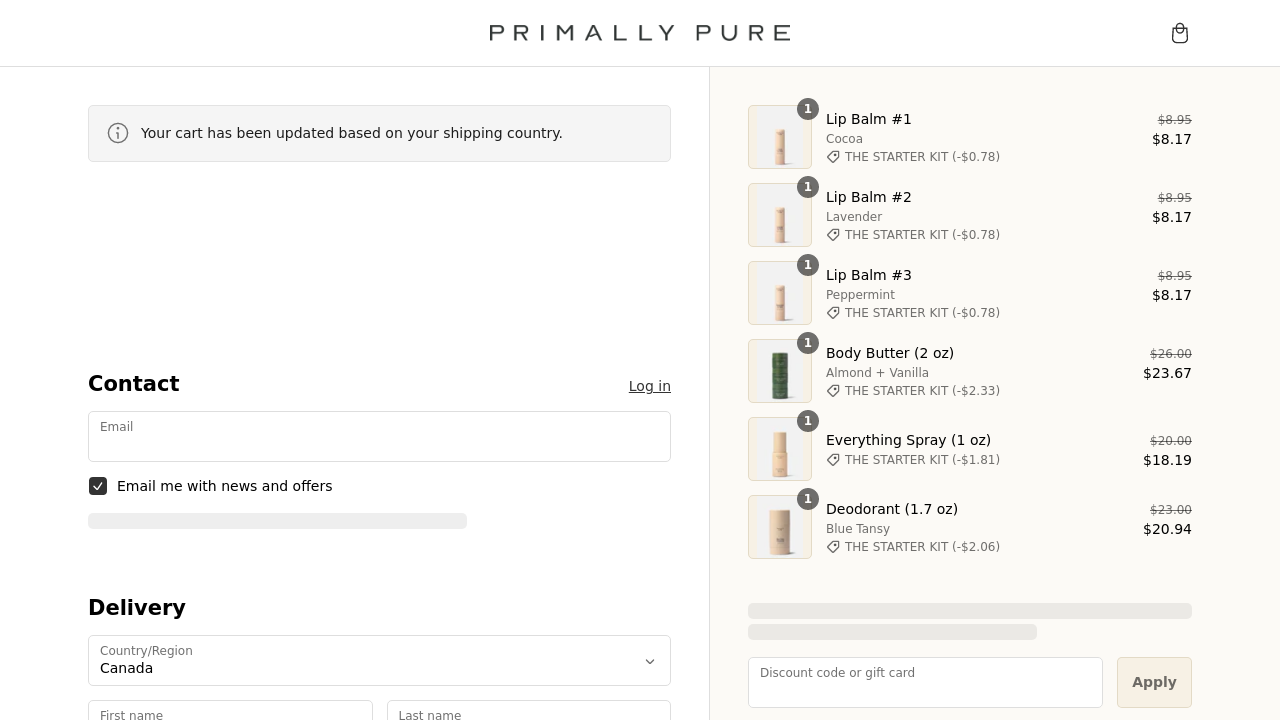 PRIMALLY PURE
Your cart has been updated based on your shipping country.
Contact
Log in
Email
Email me with news and offers
Delivery
Country/Region
Canada
First name
Last name
1
Lip Balm #1
$8.95
Cocoa
$8.17
THE STARTER KIT (-$0.78)
1
Lip Balm #2
$8.95
Lavender
$8.17
THE STARTER KIT (-$0.78)
1
Lip Balm #3
$8.95
Peppermint
$8.17
THE STARTER KIT (-$0.78)
1
Body Butter (2 oz)
$26.00
Almond + Vanilla
$23.67
THE STARTER KIT (-$2.33)
1
Everything Spray (1 oz)
$20.00
THE STARTER KIT (-$1.81)
$18.19
1
Deodorant (1.7 oz)
$23.00
Blue Tansy
$20.94
THE STARTER KIT (-$2.06)
Discount code or gift card
Apply